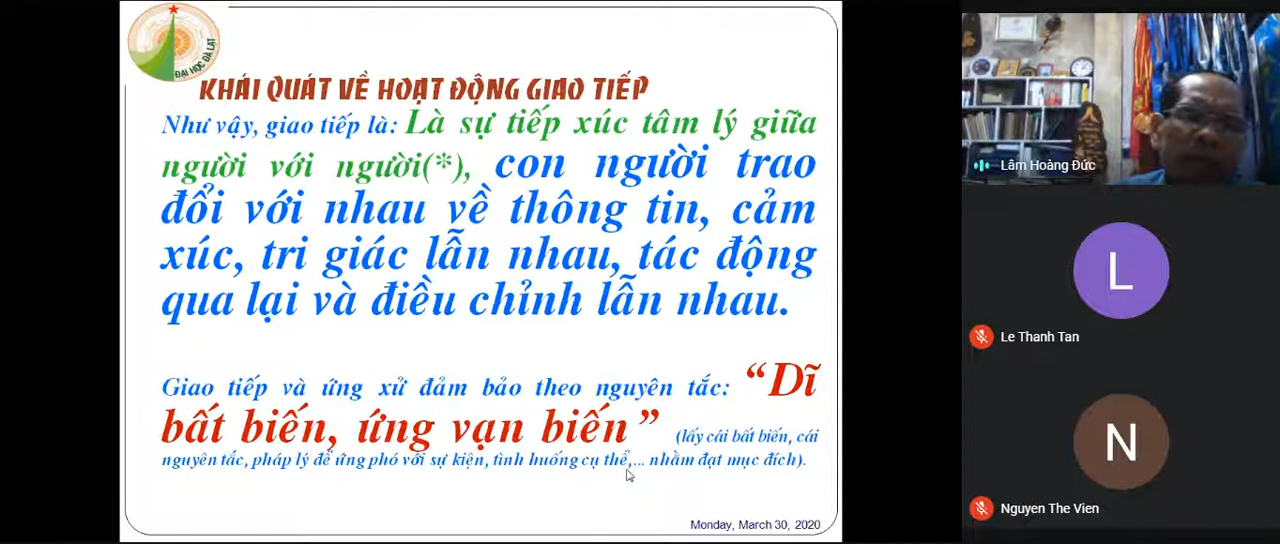 ĐẠI HỌC ĐÀ LẠT
KHÁI QUÁT VỀ HOẠT ĐỘNG GIAO TIẾP
Như vậy, giao tiếp là: Là sự tiếp xúc tâm lý giữa
người với người(*), con người trao
đổi với nhau về thông tin, cảm
xúc, tri giác lẫn nhau, tác động
qua lại và điều chỉnh lẫn nhau.
Giao tiếp và ứng xử đảm bảo theo nguyên tắc: “Dĩ
bất biến, ứng vạn biến” (lấy cái bất biến, cái
nguyên tắc, pháp lý để ứng phó với sự kiện, tình huống cụ thể,... nhằm đạt mục đích).
Monday, March 30, 2020
Lâm Hoàng Đức
L
Le Thanh Tan
N
Nguyen The Vien